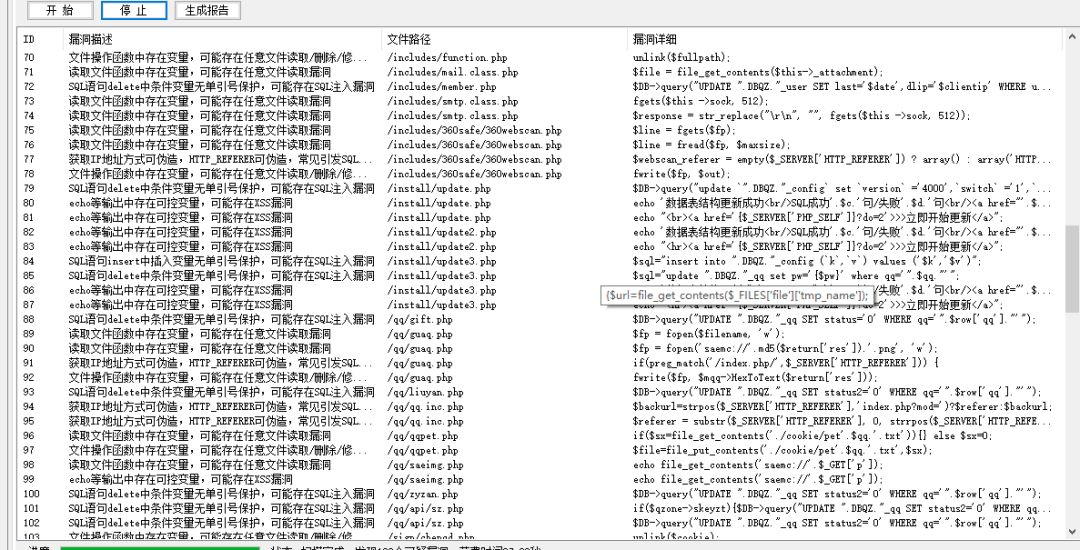 开 始 停 止 生成报告
ID 漏洞描述 文件路径 漏洞详细
70 文件操作函数中存在变量，可能存在任意文件读取/删除/修... /includes/function.php unlink($fullpath);
71 读取文件函数中存在变量，可能存在任意文件读取漏洞 /includes/mail.class.php $file = file_get_contents($this->_attachment);
72 SQL语句delete中条件变量无单引号保护，可能存在SQL注入漏洞 /includes/member.php $DB->query("UPDATE ".DBQZ."_user SET last='$date',dlip='$clientip' WHERE u...
73 读取文件函数中存在变量，可能存在任意文件读取漏洞 /includes/smtp.class.php fgets($this ->sock, 512);
74 读取文件函数中存在变量，可能存在任意文件读取漏洞 /includes/smtp.class.php $response = str_replace("\r\n", "", fgets($this ->sock, 512));
75 读取文件函数中存在变量，可能存在任意文件读取漏洞 /includes/360safe/360webscan.php $line = fgets($fp);
76 读取文件函数中存在变量，可能存在任意文件读取漏洞 /includes/360safe/360webscan.php $line = fread($fp, $maxsize);
77 获取IP地址方式可伪造，HTTP_REFERER可伪造，常见引发SQL... /includes/360safe/360webscan.php $webscan_referer = empty($_SERVER['HTTP_REFERER']) ? array() : array('HTTP...
78 文件操作函数中存在变量，可能存在任意文件读取/删除/修... /includes/360safe/360webscan.php fwrite($fp, $out);
79 SQL语句delete中条件变量无单引号保护，可能存在SQL注入漏洞 /install/update.php $DB->query("update `".DBQZ."_config` set `version` ='4000',`switch` ='1',`...
80 echo等输出中存在可控变量，可能存在XSS漏洞 /install/update.php echo '数据表结构更新成功<br/>SQL成功'.$c.'句/失败'.$d.'句<br/><a href="'.$...
81 echo等输出中存在可控变量，可能存在XSS漏洞 /install/update.php echo "<br><a href='{$_SERVER['PHP_SELF']}?do=2'>>>立即开始更新</a>";
82 echo等输出中存在可控变量，可能存在XSS漏洞 /install/update2.php echo '数据表结构更新成功<br/>SQL成功'.$c.'句/失败'.$d.'句<br/><a href="'.$...
83 echo等输出中存在可控变量，可能存在XSS漏洞 /install/update2.php echo "<br><a href='{$_SERVER['PHP_SELF']}?do=2'>>>立即开始更新</a>";
84 SQL语句insert中插入变量无单引号保护，可能存在SQL注入漏洞 /install/update3.php $sql="insert into ".DBQZ."_config (`k`,`v`) values ('$k','$v')";
85 SQL语句delete中条件变量无单引号保护，可能存在SQL注入漏洞 /install/update3.php $sql="update ".DBQZ."_qq set pw='{$pw}' where qq='".$qq."'";
86 echo等输出中存在可控变量，可能存在XSS漏洞 /install/update3.php 句/失败'.$d.'句<br/><a href="'.$...
($url=file_get_contents($_FILES['file']['tmp_name']);
87 echo等输出中存在可控变量，可能存在XSS漏洞 /install/update3.php >>>立即开始更新</a>";
88 SQL语句delete中条件变量无单引号保护，可能存在SQL注入漏洞 /qq/gift.php $DB->query("UPDATE ".DBQZ."_qq SET status='0' WHERE qq='".$row['qq']."'");
89 读取文件函数中存在变量，可能存在任意文件读取漏洞 /qq/guaq.php $fp = fopen($filename, 'w');
90 读取文件函数中存在变量，可能存在任意文件读取漏洞 /qq/guaq.php $fp = fopen('saemc://'.md5($return['res']).'.png', 'w');
91 获取IP地址方式可伪造，HTTP_REFERER可伪造，常见引发SQL... /qq/guaq.php if(preg_match('/index.php/',$_SERVER['HTTP_REFERER'])) {
92 文件操作函数中存在变量，可能存在任意文件读取/删除/修... /qq/guaq.php fwrite($fp, $mqq->HexToText($return['res']));
93 SQL语句delete中条件变量无单引号保护，可能存在SQL注入漏洞 /qq/liuyan.php $DB->query("UPDATE ".DBQZ."_qq SET status2='0' WHERE qq='".$row['qq']."'");
94 获取IP地址方式可伪造，HTTP_REFERER可伪造，常见引发SQL... /qq/qq.inc.php $backurl=strpos($_SERVER['HTTP_REFERER'],'index.php?mod=')?$referer:$backurl;
95 获取IP地址方式可伪造，HTTP_REFERER可伪造，常见引发SQL... /qq/qq.inc.php $referer = substr($_SERVER['HTTP_REFERER'], 0, strrpos($_SERVER['HTTP_REFE...
96 读取文件函数中存在变量，可能存在任意文件读取漏洞 /qq/qqpet.php if($sx=file_get_contents('./cookie/pet'.$qq.'.txt')){} else $sx=0;
97 文件操作函数中存在变量，可能存在任意文件读取/删除/修... /qq/qqpet.php $file=file_put_contents('./cookie/pet'.$qq.'.txt',$sx);
98 读取文件函数中存在变量，可能存在任意文件读取漏洞 /qq/saeimg.php echo file_get_contents('saemc://'.$_GET['p']);
99 echo等输出中存在可控变量，可能存在XSS漏洞 /qq/saeimg.php echo file_get_contents('saemc://'.$_GET['p']);
100 SQL语句delete中条件变量无单引号保护，可能存在SQL注入漏洞 /qq/zyzan.php $DB->query("UPDATE ".DBQZ."_qq SET status2='0' WHERE qq='".$row['qq']."'");
101 SQL语句delete中条件变量无单引号保护，可能存在SQL注入漏洞 /qq/api/sz.php if($qzone->skeyzt){$DB->query("UPDATE ".DBQZ."_qq SET status2='0' WHERE qq...
102 SQL语句delete中条件变量无单引号保护，可能存在SQL注入漏洞 /qq/api/sz.php $DB->query("UPDATE ".DBQZ."_qq SET status2='0' WHERE qq='".$row['qq']."'");
103 文件操作函数中存在变量，可能存在任意文件读取/删除/修... unlink($cookie);